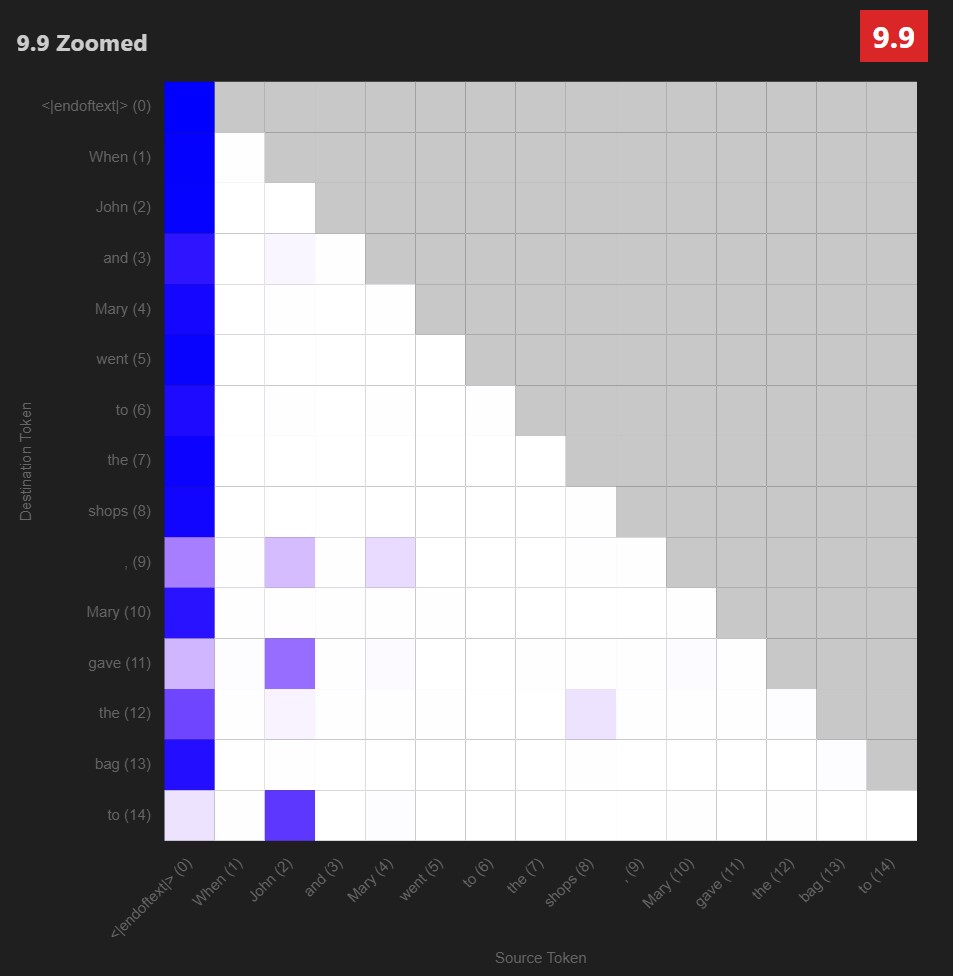 9.9 Zoomed
9.9
<|endoftext|> (0)
When (1)
John (2)
and (3)
Mary (4)
went (5)
to (6)
the (7)
shops (8)
, (9)
Mary (10)
gave (11)
the (12)
bag (13)
to (14)
Destination Token
<|endoftext|> (0)
When (1)
John (2)
and (3)
Mary (4)
went (5)
to (6)
the (7)
shops (8)
, (9)
Mary (10)
gave (11)
the (12)
bag (13)
to (14)
Source Token